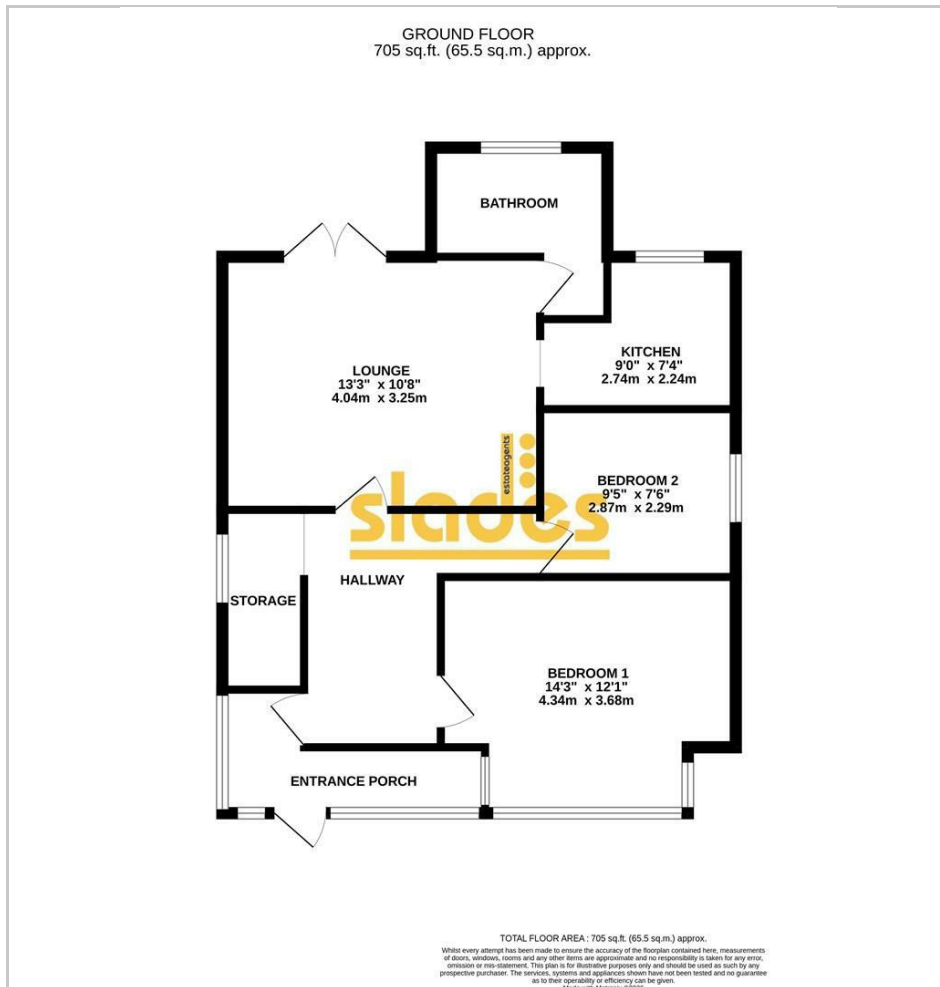 GROUND FLOOR
705 sq.ft. (65.5 sq.m.) approx.
BATHROOM
LOUNGE
13'3" x 10'8"
4.04m x 3.25m
KITCHEN
9'0" x 7'4"
2.74m x 2.24m
estateagents
slades
BEDROOM 2
9'5" x 7'6"
2.87m x 2.29m
HALLWAY
STORAGE
BEDROOM 1
14'3" x 12'1"
4.34m x 3.68m
ENTRANCE PORCH
TOTAL FLOOR AREA : 705 sq.ft. (65.5 sq.m.) approx.
Whilst every attempt has been made to ensure the accuracy of the floorplan contained here, measurements
of doors, windows, rooms and any other items are approximate and no responsibility is taken for any error,
omission or mis-statement. This plan is for illustrative purposes only and should be used as such by any
prospective purchaser. The services, systems and appliances shown have not been tested and no guarantee
as to their operability or efficiency can be given.
Made with